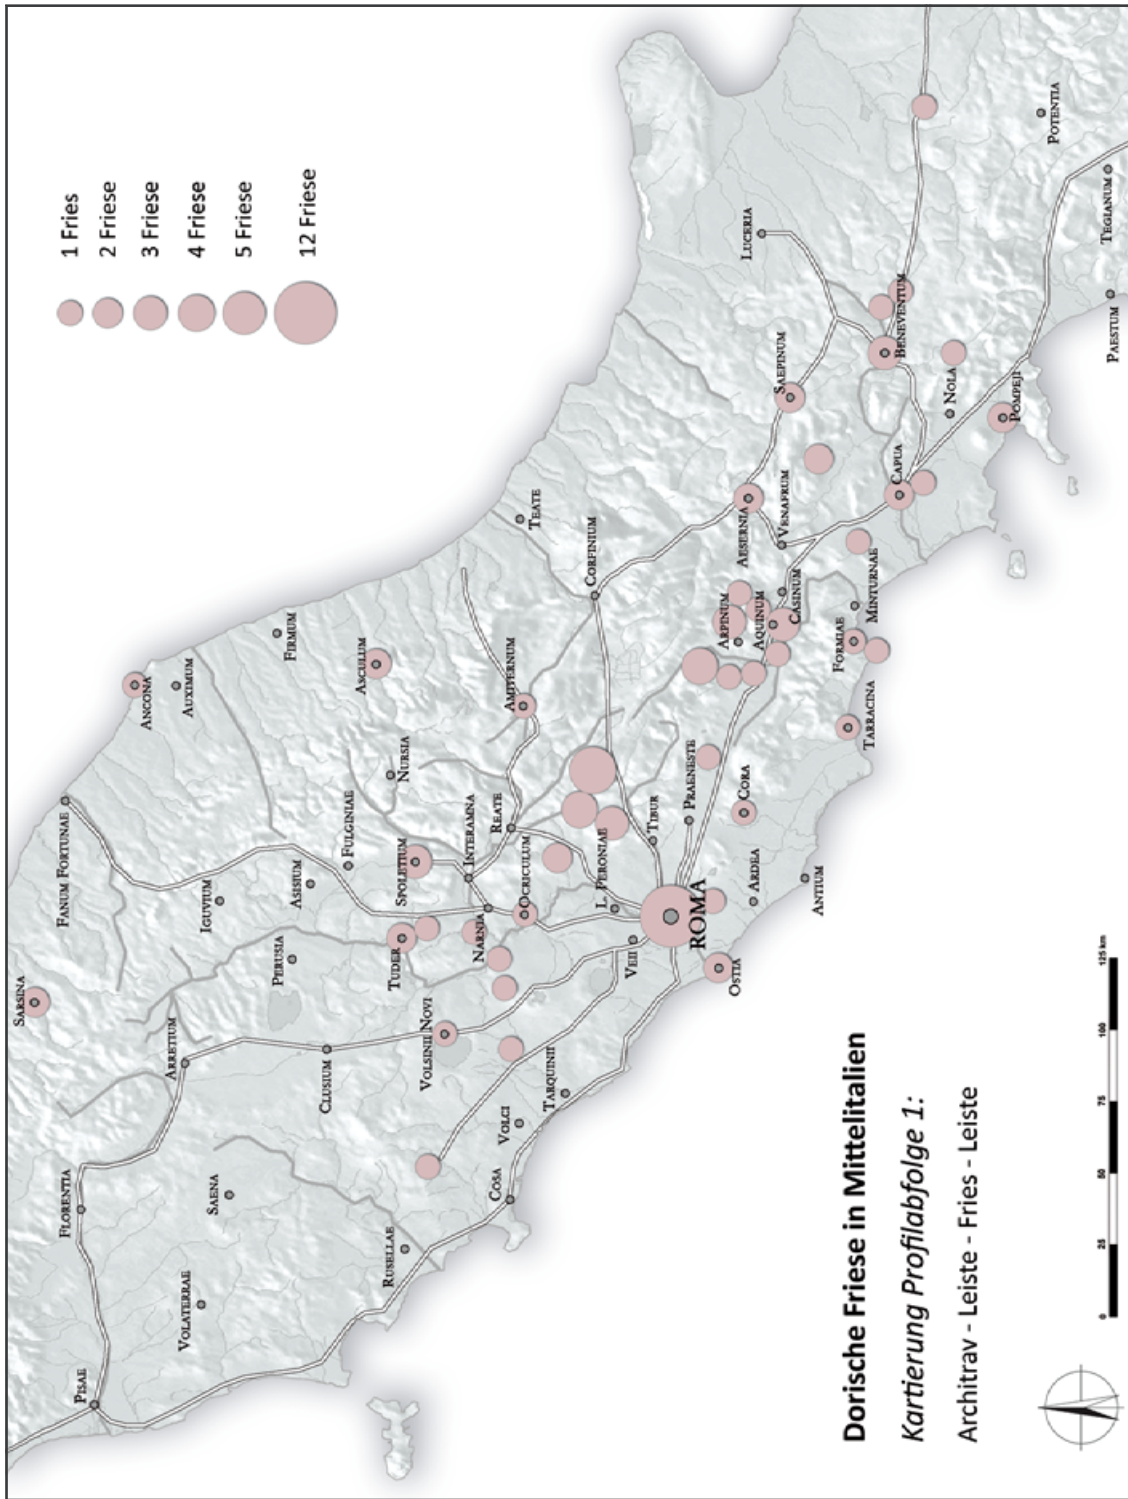 Dorische Friese in Mittelitalien
Kartierung Profilabfolge 1:
Architrav - Leiste - Fries - Leiste
1 Fries
2 Friese
3 Friese
4 Friese
5 Friese
12 Friese
0
25
50
75
100
125 km
PISAE
FLORENTIA
SARSINA
FANUM FORTUNAE
ANCONA
AUXIMUM
FIRMUM
ARRETIUM
VOLATERRAE
SAENA
IGUVIUM
PERUSIA
ASISIUM
FULGINIAE
NURSIA
ASCULUM
CLUSIUM
RUSELLAE
TUDER
SPOLETIUM
VOLSINII NOVI
INTERAMNA
NARNIA
REATE
AMITERNUM
TEATE
COSA
VOLCI
TARQUINII
OCRICULUM
L. PERONIAE
TIBUR
CORFINIUM
VEII
ROMA
PRAENESTE
OSTIA
ARDEA
CORA
ANTIUM
TARRACINA
ARPINUM
AQUINUM
CASINUM
FORMIAE
MINTURNAE
AESERNIA
VENAFRUM
SAEPINUM
LUCERIA
CAPUA
BENEVENTUM
NOLA
POMPEJI
POTENTIA
PAESTUM
TEGIANUM